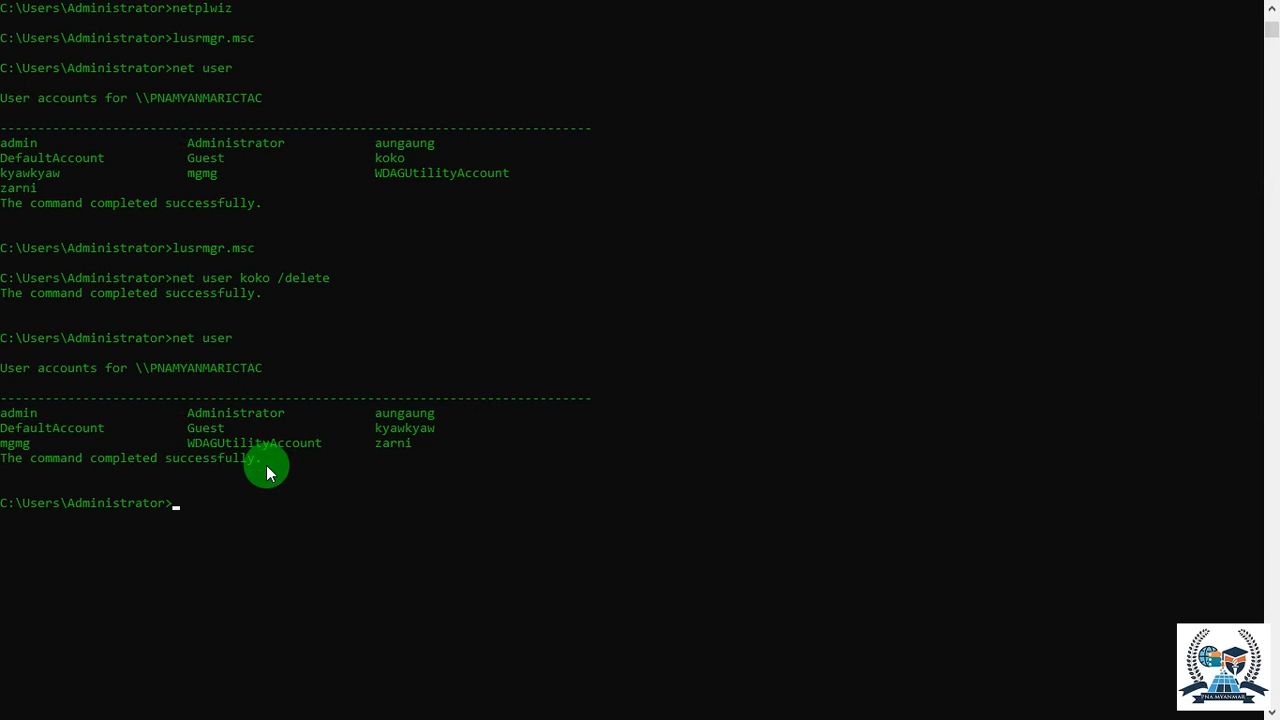 C:\Users\Administrator>netplwiz
C:\Users\Administrator>lusrmgr.msc
C:\Users\Administrator>net user
User accounts for \\PNAMYANMARICTAC
-------------------------------------------------------------------------------
admin                    Administrator            aungaung
DefaultAccount           Guest                    koko
kyawkyaw                 mgmg                     WDAGUtilityAccount
zarni
The command completed successfully.
C:\Users\Administrator>lusrmgr.msc
C:\Users\Administrator>net user koko /delete
The command completed successfully.
C:\Users\Administrator>net user
User accounts for \\PNAMYANMARICTAC
-------------------------------------------------------------------------------
admin                    Administrator            aungaung
DefaultAccount           Guest                    kyawkyaw
mgmg                     WDAGUtilityAccount       zarni
The command completed successfully.
C:\Users\Administrator>
PNA MYANMAR